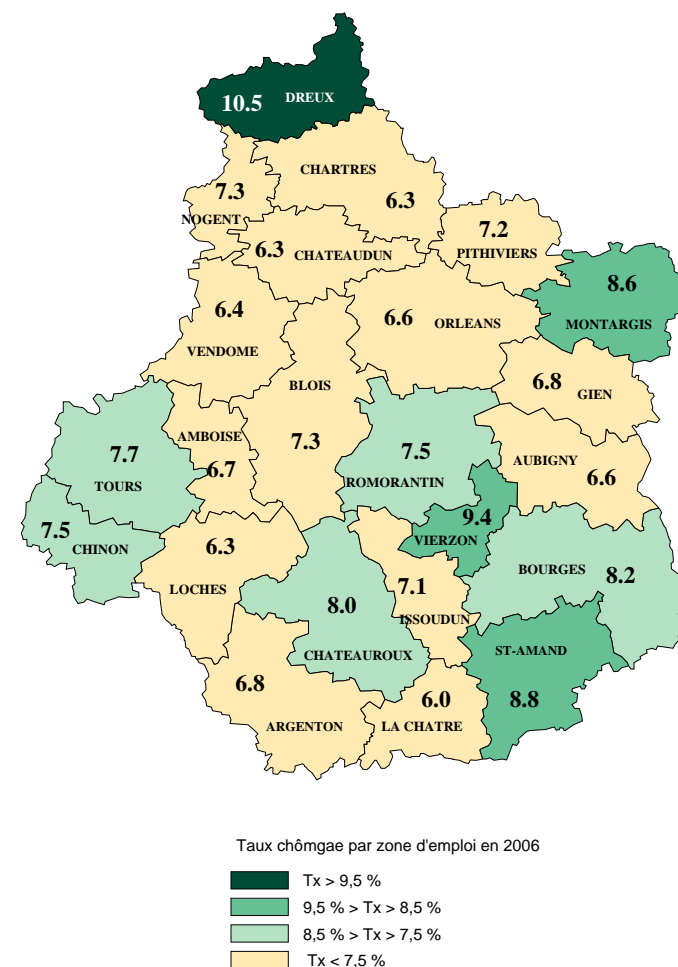 10.5 DREUX
CHARTRES
7.3
6.3
NOGENT
7.2
PITHIVIERS
6.3 CHATEAUDUN
8.6
MONTARGIS
6.4
VENDOME
6.6 ORLEANS
BLOIS
7.3
6.8
GIEN
AMBOISE
6.7
7.7
TOURS
7.5
ROMORANTIN
AUBIGNY
6.6
7.5
CHINON
9.4
VIERZON
6.3
LOCHES
BOURGES
8.2
8.0
CHATEAUROUX
7.1
ISSOUDUN
ST-AMAND
8.8
6.8
ARGENTON
6.0
LA CHATRE
Taux chômgae par zone d'emploi en 2006
Tx > 9,5 %
9,5 % > Tx > 8,5 %
8,5 % > Tx > 7,5 %
Tx < 7,5 %